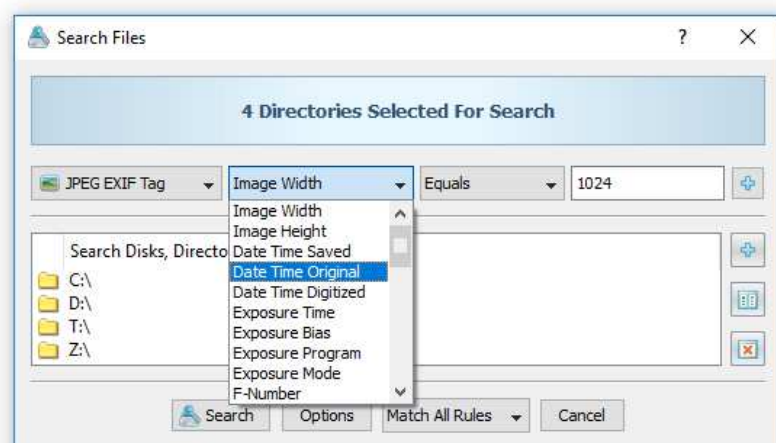 Search Files
?
4 Directories Selected For Search
JPEG EXIF Tag Image Width Equals 1024
Image Width
Image Height
Search Disks, Directo
Date Time Saved
Date Time Original
Date Time Digitized
Exposure Time
Exposure Bias
Exposure Program
Exposure Mode
F-Number
C:\
D:\
T:\
Z:\
Search Options Match All Rules Cancel